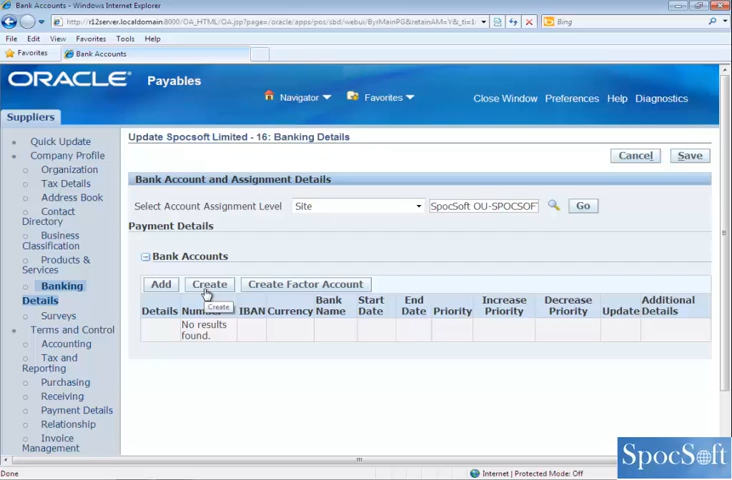 Bank Accounts - Windows Internet Explorer
http://r12server.localdomain:8000/OA_HTML/OA.jsp?page=/oracle/apps/pos/sbd/webui/ByrMainPG&retainAM=Y&_ti=1
Bing
File Edit View Favorites Tools Help
Favorites Bank Accounts
ORACLE® Payables
Navigator Favorites Close Window Preferences Help Diagnostics
Suppliers
Quick Update
Company Profile
Organization
Tax Details
Address Book
Contact
Directory
Business
Classification
Products &
Services
Banking
Details
Surveys
Terms and Control
Accounting
Tax and
Reporting
Purchasing
Receiving
Payment Details
Relationship
Invoice
Management
Update Spocsoft Limited - 16: Banking Details
Cancel Save
Bank Account and Assignment Details
Select Account Assignment Level Site SpocSoft OU-SPOCSOF Go
Payment Details
Bank Accounts
Add Create Create Factor Account
Create
Details IBAN Currency Bank Name Start Date End Date Priority Increase Priority Decrease Priority Update Additional Details
No results
found.
Done Internet | Protected Mode: Off
SpocSoft